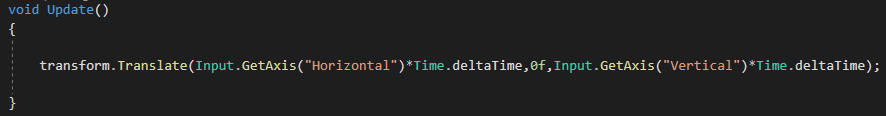 void Update()
{
transform.Translate(Input.GetAxis("Horizontal")*Time.deltaTime,0f,Input.GetAxis("Vertical")*Time.deltaTime);
}